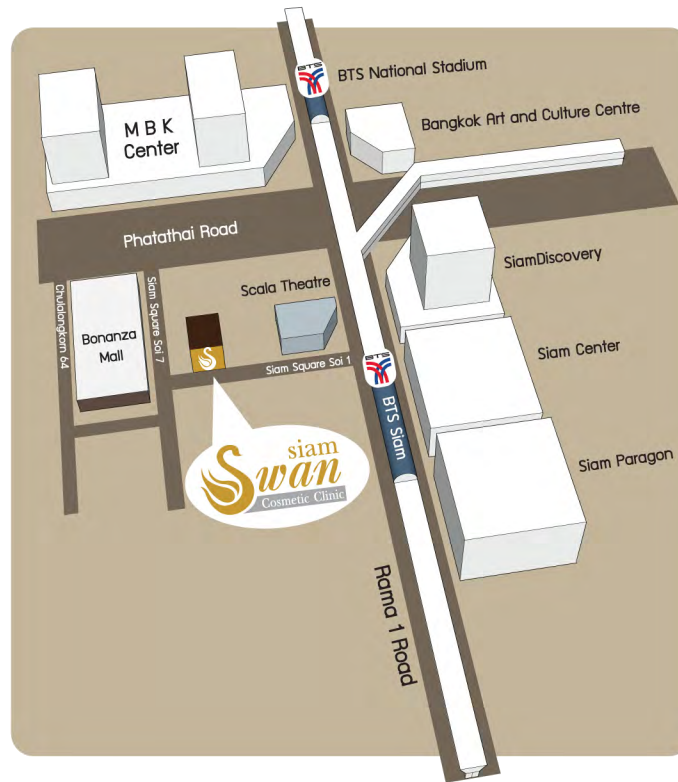 BTS
BTS National Stadium
M B K
Center
Bangkok Art and Culture Centre
Phatathai Road
SiamDiscovery
Scala Theatre
Chulalongkorn 64
Bonanza
Mall
Siam Square Soi 7
Siam Square Soi 1
BTS
Siam Center
BTS Siam
siam
Swan
Cosmetic Clinic
Siam Paragon
Rama 1 Road